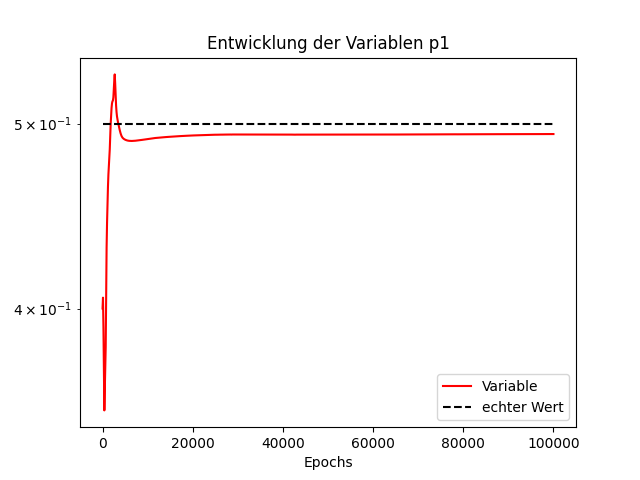 Entwicklung der Variablen p1
5 × 10⁻¹
4 × 10⁻¹
0 20000 40000 60000 80000 100000
Epochs
Variable
echter Wert